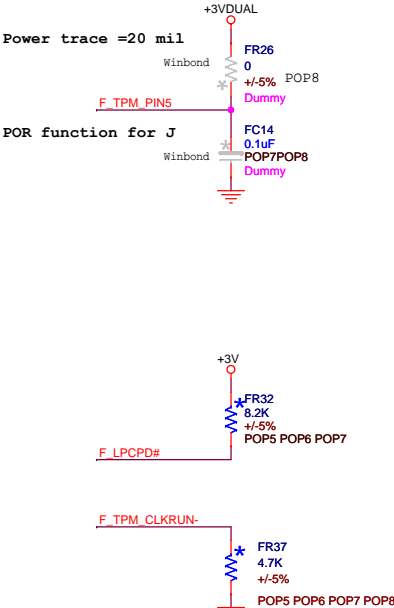 +3VDUAL
Power trace =20 mil
FR26
Winbond
0
+/-5%
POP8
*
Dummy
F_TPM_PIN5
POR function for J
FC14
*
0.1uF
Winbond
POP7POP8
Dummy
+3V
*
FR32
8.2K
+/-5%
POP5 POP6 POP7
F_LPCPD#
F_TPM_CLKRUN-
*
FR37
4.7K
+/-5%
POP5 POP6 POP7 POP8